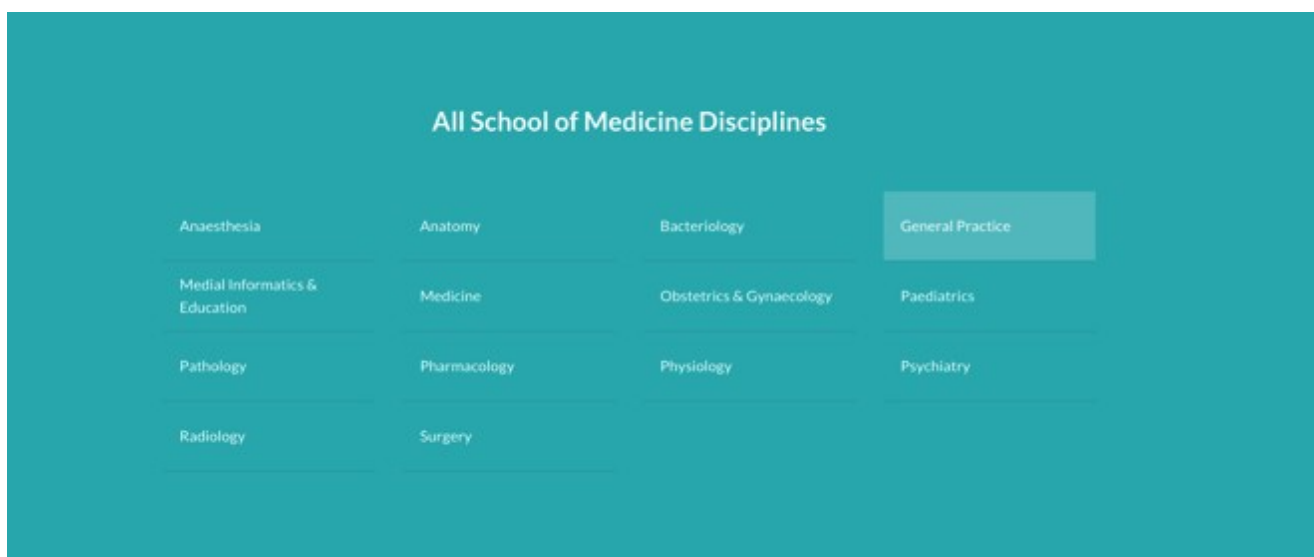 All School of Medicine Disciplines
Anaesthesia
Anatomy
Bacteriology
General Practice
Medial Informatics &
Education
Medicine
Obstetrics & Gynaecology
Paediatrics
Pathology
Pharmacology
Physiology
Psychiatry
Radiology
Surgery